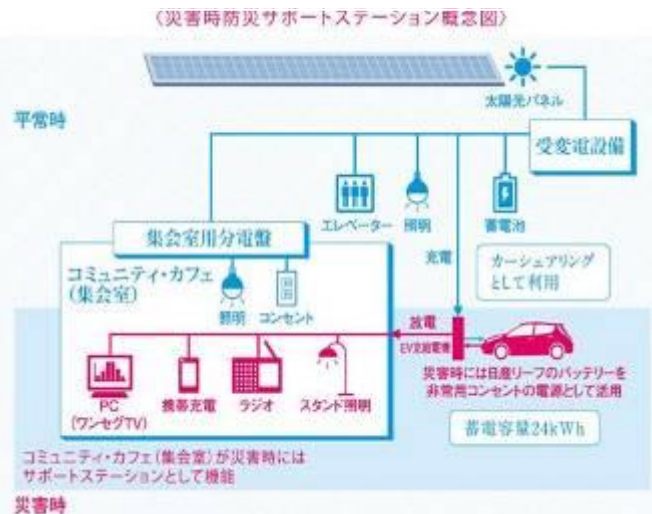 〈災害時防災サポートステーション概念図〉
太陽光パネル
平常時
受変電設備
エレベーター
照明
蓄電池
集会室用分電盤
充電
カーシェアリング
として利用
コミュニティ・カフェ
(集会室)
照明
コンセント
放電
EV充給電機
PC
(ワンセグTV)
携帯充電
ラジオ
スタンド照明
災害時には日産リーフのバッテリーを
非常用コンセントの電源として活用
蓄電容量24kWh
コミュニティ・カフェ(集会室)が災害時には
サポートステーションとして機能
災害時